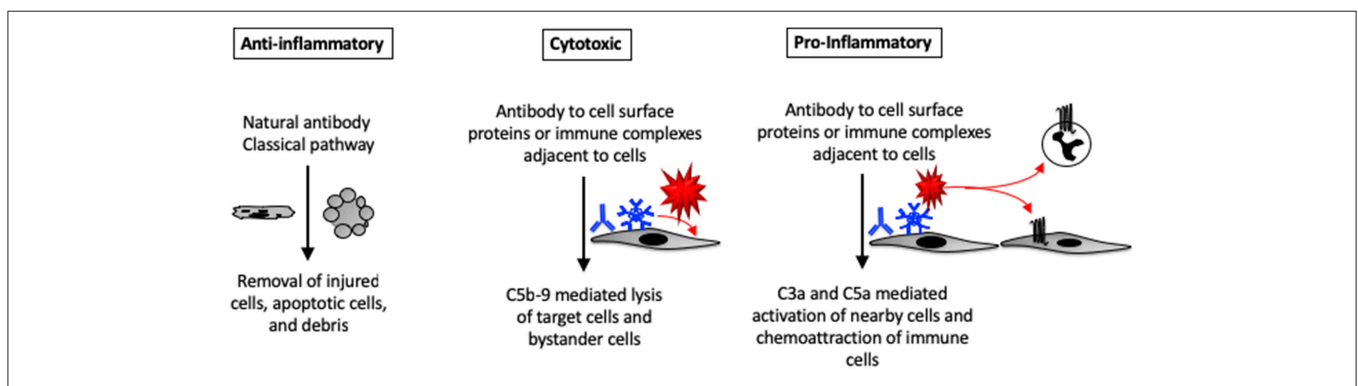 Anti-inflammatory
Natural antibody
Classical pathway
Removal of injured
cells, apoptotic cells,
and debris
Cytotoxic
Antibody to cell surface
proteins or immune complexes
adjacent to cells
C5b-9 mediated lysis
of target cells and
bystander cells
Pro-Inflammatory
Antibody to cell surface
proteins or immune complexes
adjacent to cells
C3a and C5a mediated
activation of nearby cells and
chemoattraction of immune
cells